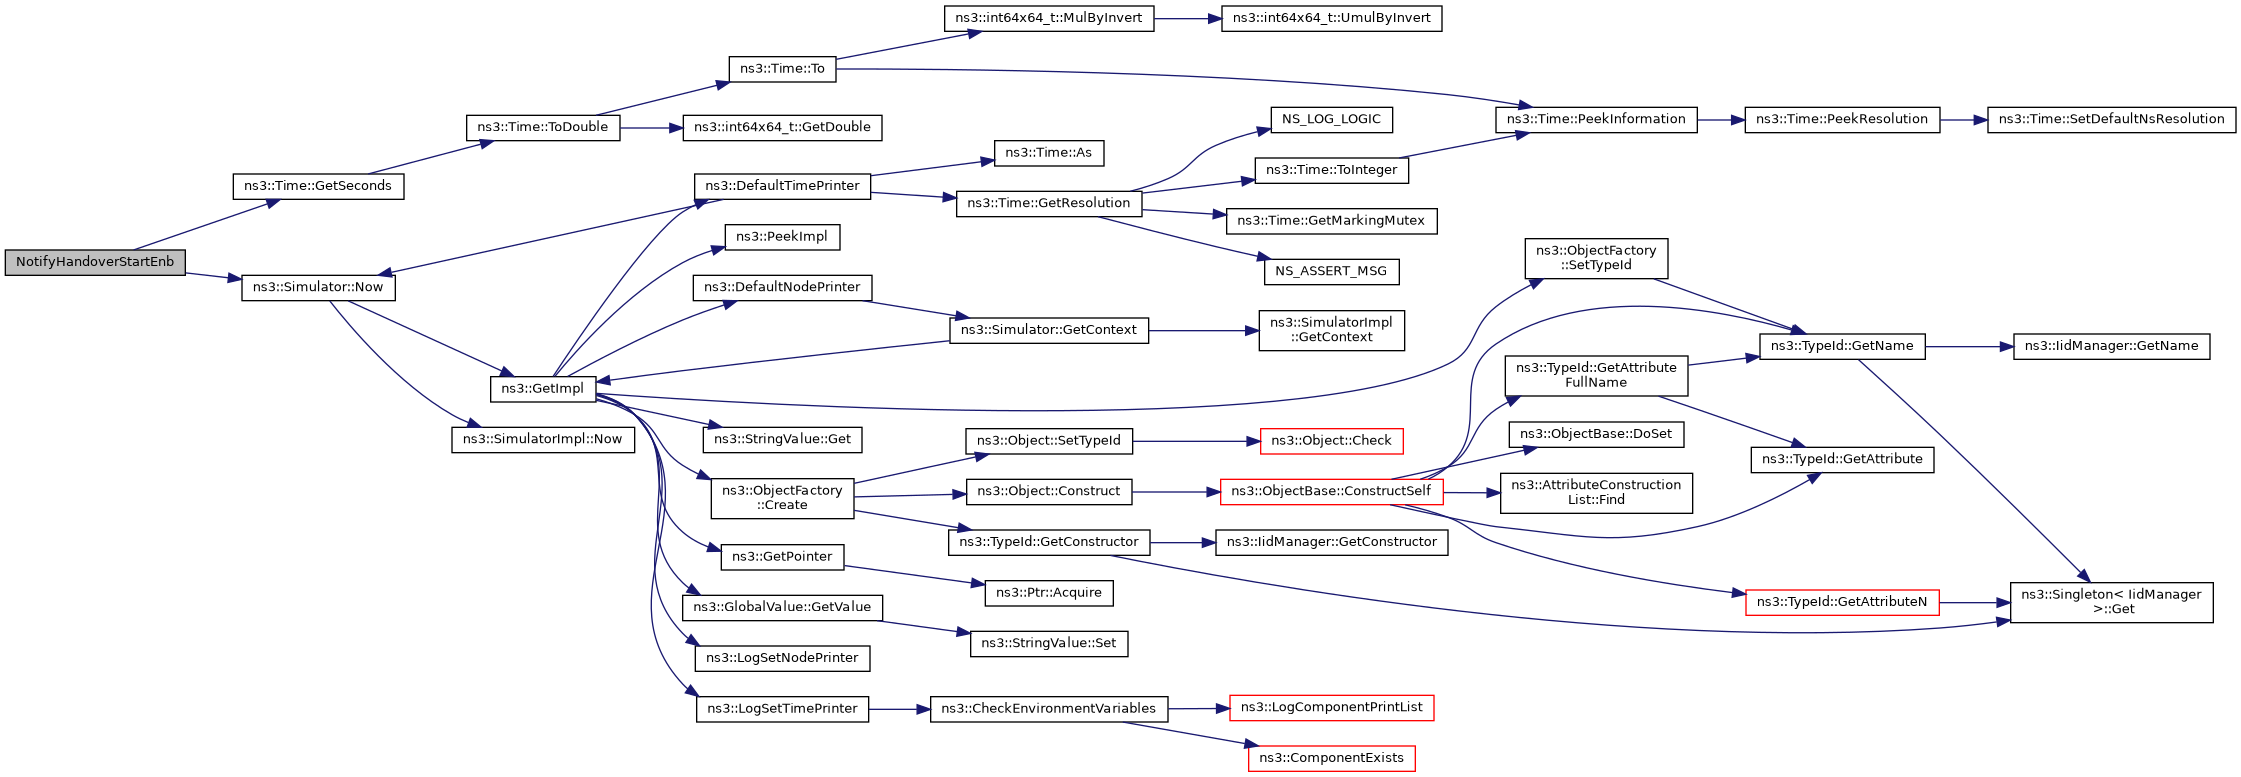 ns3::int64x64_t::MulByInvert
ns3::int64x64_t::UmulByInvert
ns3::Time::To
NS_LOG_LOGIC
ns3::Time::PeekInformation
ns3::Time::PeekResolution
ns3::Time::SetDefaultNsResolution
ns3::Time::ToDouble
ns3::int64x64_t::GetDouble
ns3::Time::As
ns3::Time::ToInteger
ns3::Time::GetSeconds
ns3::DefaultTimePrinter
ns3::Time::GetResolution
ns3::Time::GetMarkingMutex
ns3::PeekImpl
NotifyHandoverStartEnb
NS_ASSERT_MSG
ns3::ObjectFactory
::SetTypeId
ns3::Simulator::Now
ns3::DefaultNodePrinter
ns3::Simulator::GetContext
ns3::SimulatorImpl
::GetContext
ns3::TypeId::GetName
ns3::IidManager::GetName
ns3::TypeId::GetAttribute
FullName
ns3::GetImpl
ns3::SimulatorImpl::Now
ns3::StringValue::Get
ns3::Object::SetTypeId
ns3::Object::Check
ns3::ObjectBase::DoSet
ns3::TypeId::GetAttribute
ns3::ObjectFactory
::Create
ns3::Object::Construct
ns3::ObjectBase::ConstructSelf
ns3::AttributeConstruction
List::Find
ns3::TypeId::GetConstructor
ns3::IidManager::GetConstructor
ns3::GetPointer
ns3::Ptr::Acquire
ns3::TypeId::GetAttributeN
ns3::Singleton< IidManager
>::Get
ns3::GlobalValue::GetValue
ns3::StringValue::Set
ns3::LogSetNodePrinter
ns3::LogSetTimePrinter
ns3::CheckEnvironmentVariables
ns3::LogComponentPrintList
ns3::ComponentExists